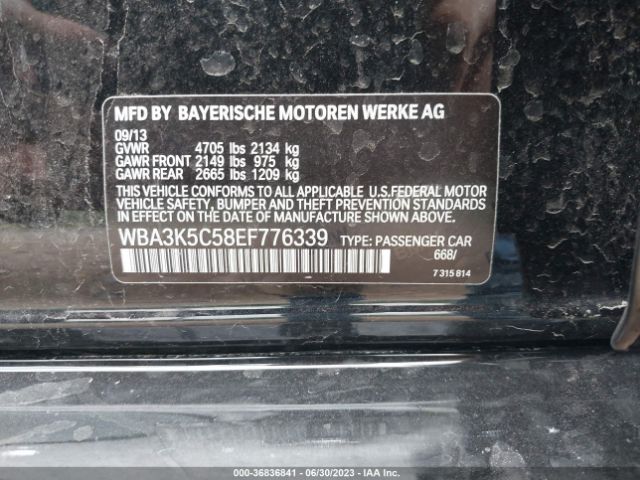 MFD BY BAYERISCHE MOTOREN WERKE AG
09/13
GVWR 4705 lbs 2134 kg
GAWR FRONT 2149 lbs 975 kg
GAWR REAR 2665 lbs 1209 kg
THIS VEHICLE CONFORMS TO ALL APPLICABLE U.S.FEDERAL MOTOR
VEHICLE SAFETY, BUMPER AND THEFT PREVENTION STANDARDS
IN EFFECT ON THE DATE OF MANUFACTURE SHOWN ABOVE.
WBA3K5C58EF776339 TYPE: PASSENGER CAR
668/
7 315 814
000-36836841 - 06/30/2023 - IAA Inc.